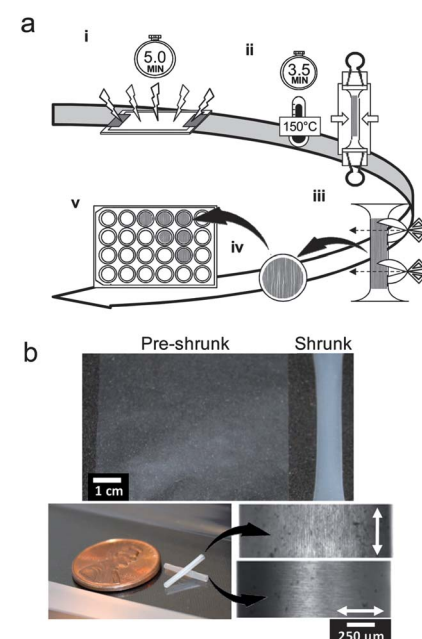 a
i
5.0
MIN
ii
3.5
MIN
150°C
iii
iv
v
b
Pre-shrunk
Shrunk
1 cm
250 µm